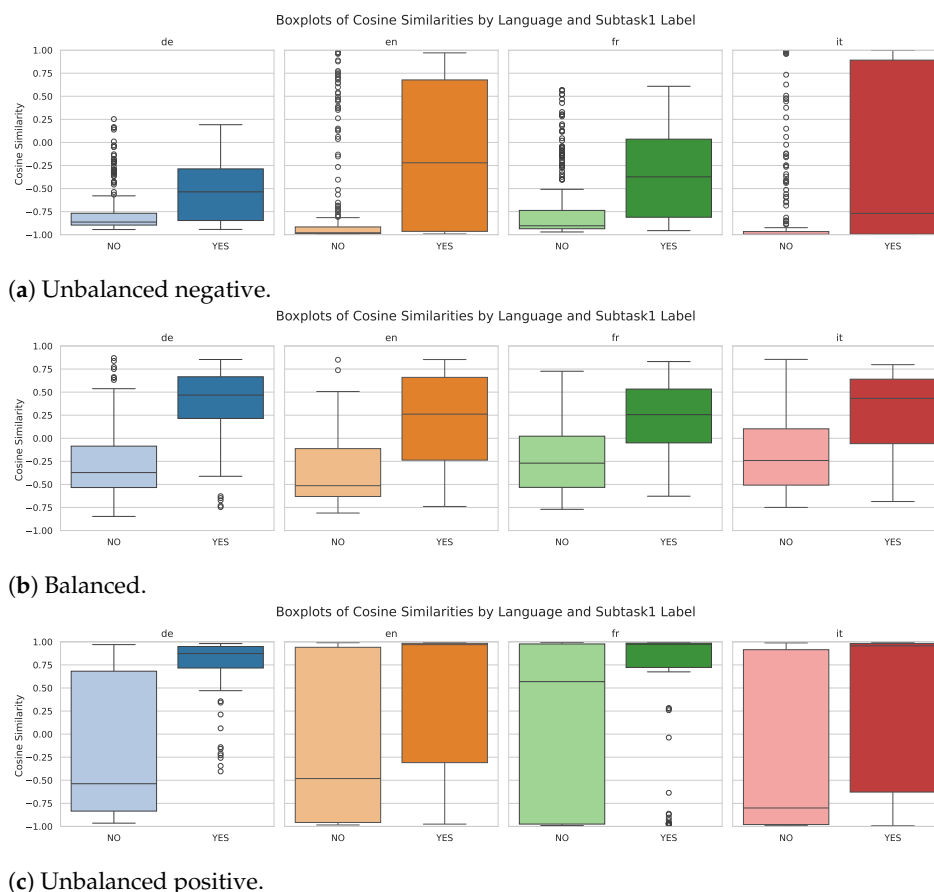 Boxplots of Cosine Similarities by Language and Subtask1 Label
de en fr it
1.00
0.75
0.50
0.25
0.00
−0.25
−0.50
−0.75
−1.00
Cosine Similarity
NO YES NO YES NO YES NO YES
(a) Unbalanced negative.
Boxplots of Cosine Similarities by Language and Subtask1 Label
de en fr it
1.00
0.75
0.50
0.25
0.00
−0.25
−0.50
−0.75
−1.00
Cosine Similarity
NO YES NO YES NO YES NO YES
(b) Balanced.
Boxplots of Cosine Similarities by Language and Subtask1 Label
de en fr it
1.00
0.75
0.50
0.25
0.00
−0.25
−0.50
−0.75
−1.00
Cosine Similarity
NO YES NO YES NO YES NO YES
(c) Unbalanced positive.